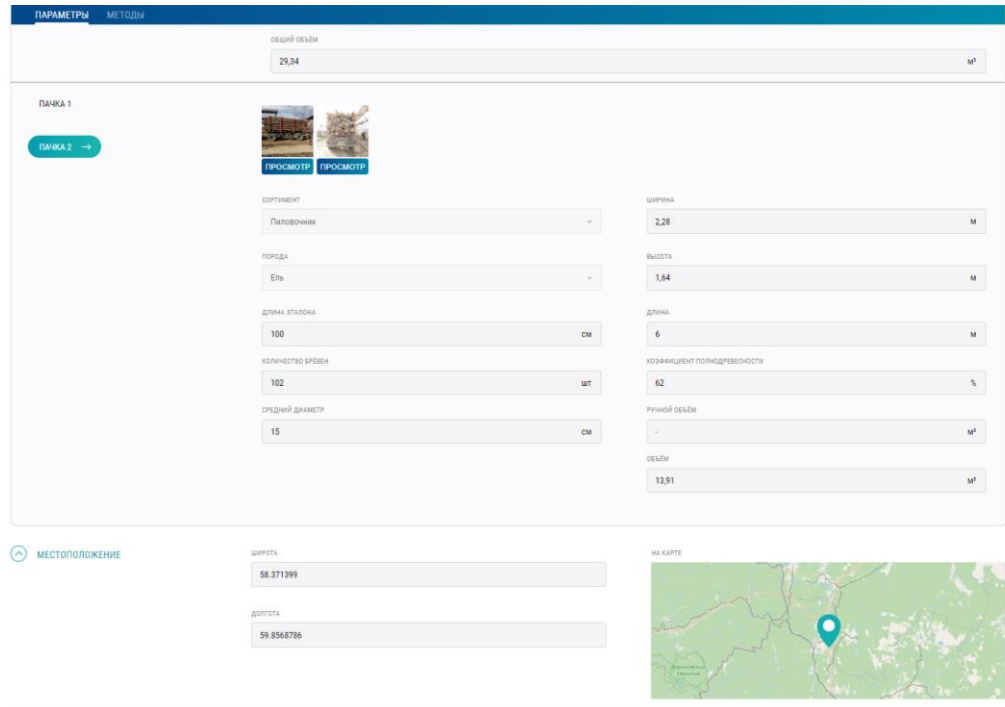 ПАРАМЕТРЫ МЕТОДЫ
ОБЩИЙ ОБЪЁМ
29,34 М³
ПАЧКА 1
ПАЧКА 2 →
ПРОСМОТР ПРОСМОТР
СОРТИМЕНТ
Пиловочник
ШИРИНА
2,28 М
ПОРОДА
Ель
ВЫСОТА
1,64 М
ДЛИНА ЭТАЛОНА
100 СМ
ДЛИНА
6 М
КОЛИЧЕСТВО БРЁВЕН
102 ШТ
КОЭФФИЦИЕНТ ПОЛНОДРЕВЕСНОСТИ
62 %
СРЕДНИЙ ДИАМЕТР
15 СМ
РУЧНОЙ ОБЪЁМ
- М³
ОБЪЁМ
13,91 М³
МЕСТОПОЛОЖЕНИЕ
ШИРОТА
58.371399
НА КАРТЕ
ДОЛГОТА
59.8568786